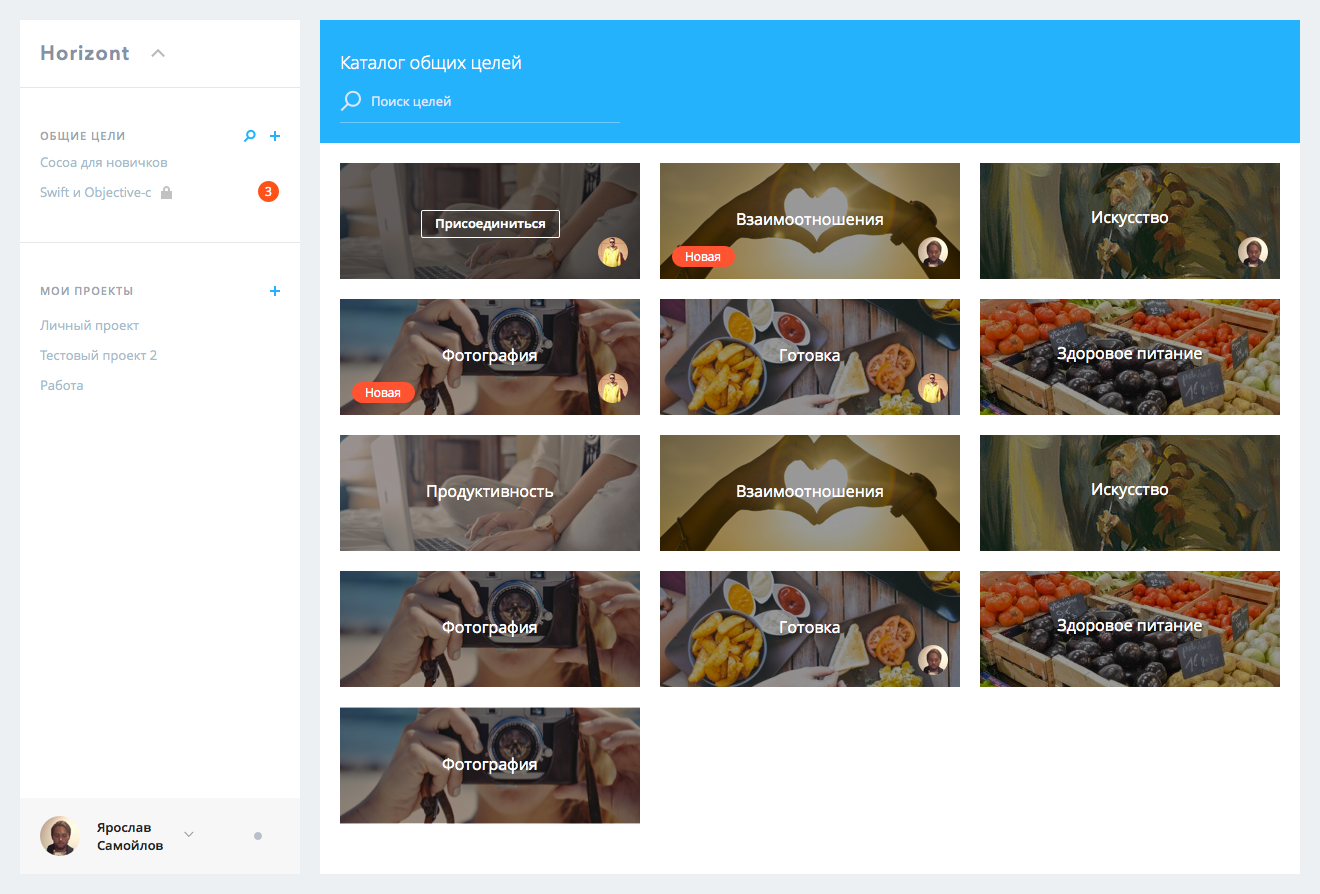 Horizont
ОБЩИЕ ЦЕЛИ
Cocoa для новичков
Swift и Objective-c
3
МОИ ПРОЕКТЫ
Личный проект
Тестовый проект 2
Работа
Ярослав
Самойлов
Каталог общих целей
Поиск целей
Присоединиться
Взаимоотношения
Новая
Искусство
Фотография
Новая
Готовка
Здоровое питание
Продуктивность
Взаимоотношения
Искусство
Фотография
Готовка
Здоровое питание
Фотография